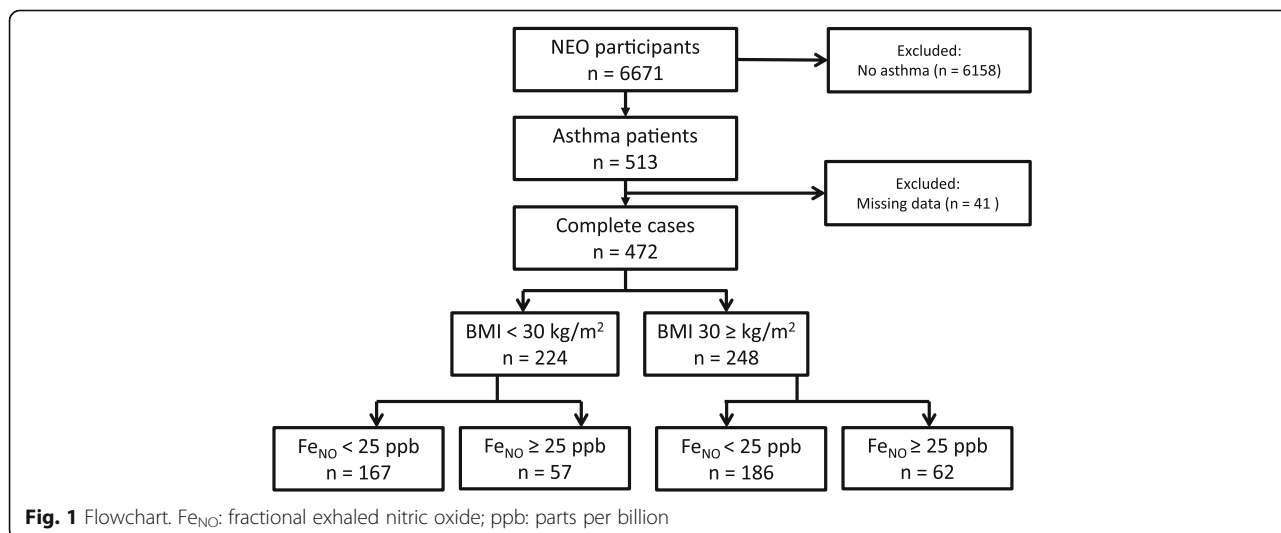 NEO participants
n = 6671
Excluded:
No asthma (n = 6158)
Asthma patients
n = 513
Excluded:
Missing data (n = 41 )
Complete cases
n = 472
BMI < 30 kg/m²
n = 224
BMI 30 ≥ kg/m²
n = 248
FeNO < 25 ppb
n = 167
FeNO ≥ 25 ppb
n = 57
FeNO < 25 ppb
n = 186
FeNO ≥ 25 ppb
n = 62
Fig. 1 Flowchart. FeNO: fractional exhaled nitric oxide; ppb: parts per billion